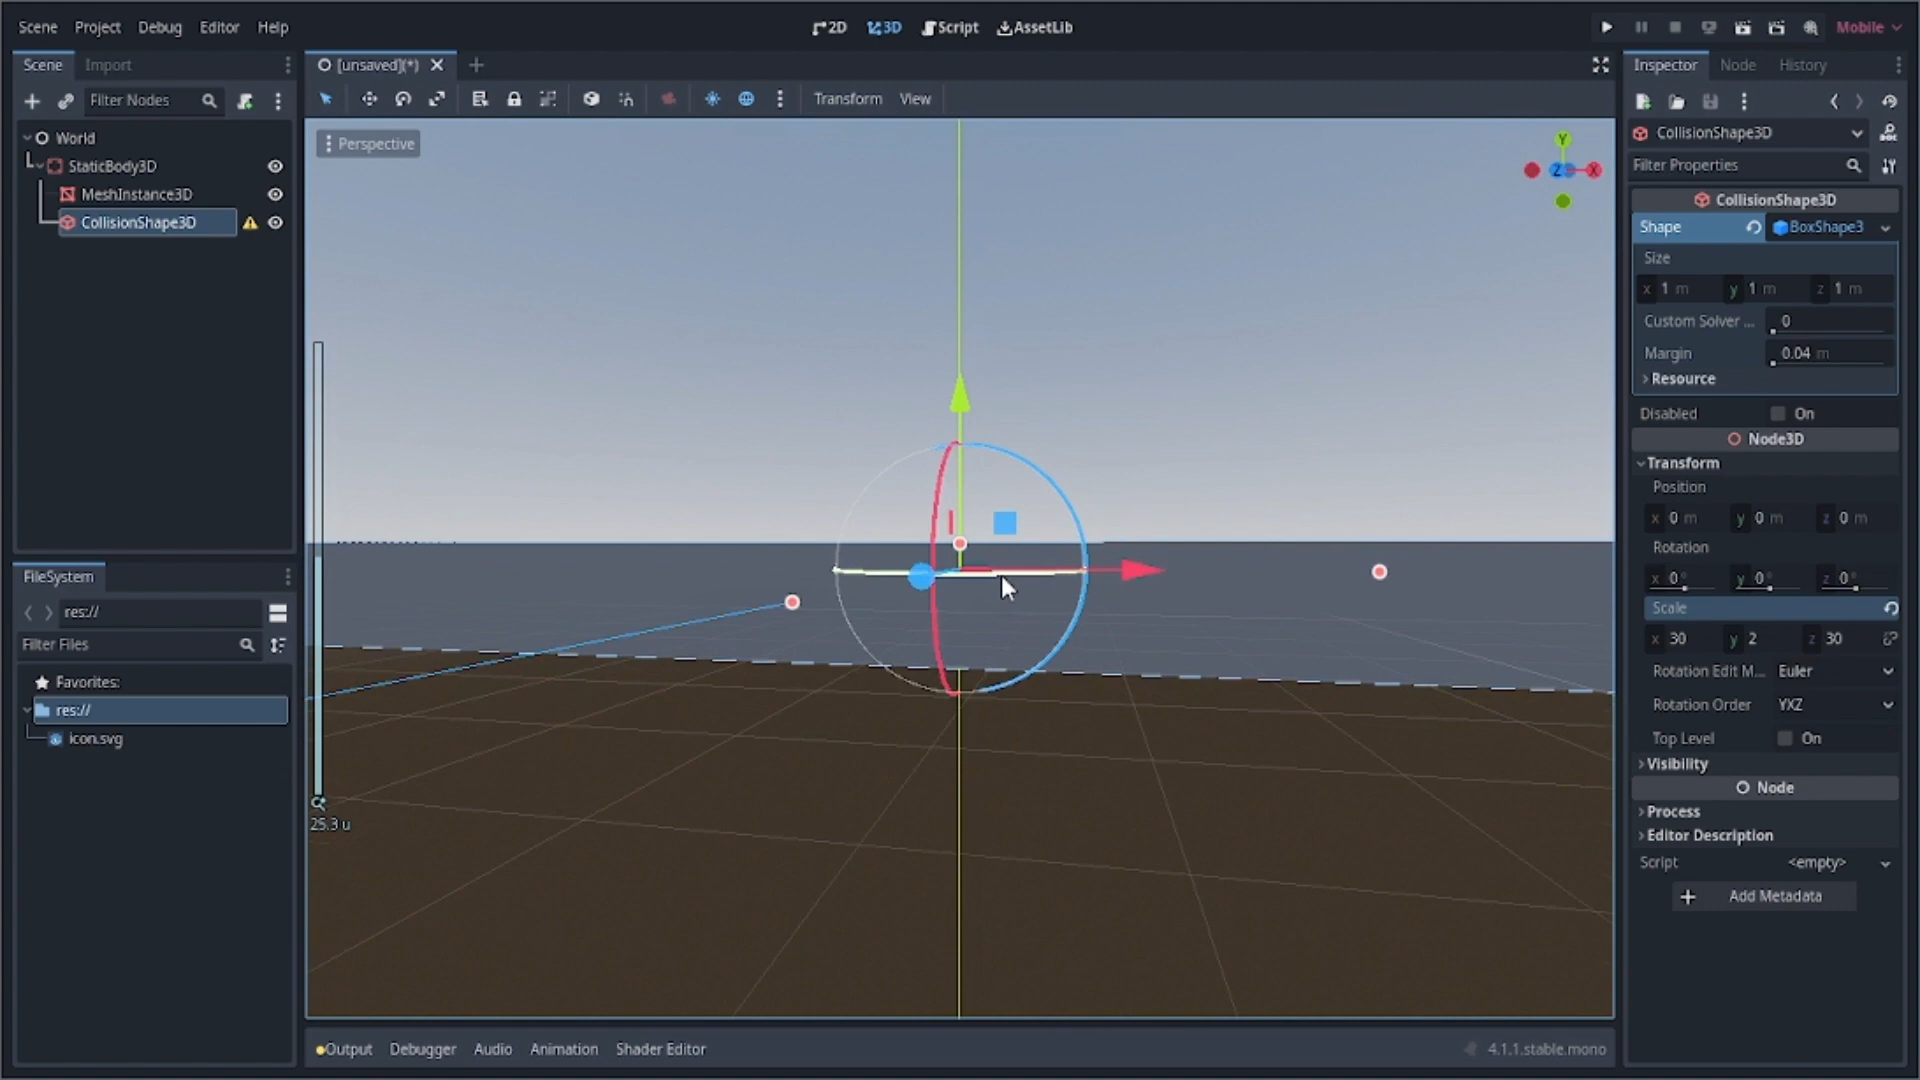 Scene Project Debug Editor Help
2D 3D Script AssetLib
Mobile
Scene Import
Filter Nodes
World
StaticBody3D
MeshInstance3D
CollisionShape3D
FileSystem
res://
Filter Files
Favorites:
res://
icon.svg
[unsaved](*)
Transform View
Perspective
Y
Z
X
25.3 u
Output Debugger Audio Animation Shader Editor
4.1.1.stable.mono
Inspector Node History
CollisionShape3D
Filter Properties
CollisionShape3D
Shape BoxShape3
Size
x 1 m y 1 m z 1 m
Custom Solver ... 0
Margin 0.04 m
Resource
Disabled On
Node3D
Transform
Position
x 0 m y 0 m z 0 m
Rotation
x 0° y 0° z 0°
Scale
x 30 y 2 z 30
Rotation Edit M... Euler
Rotation Order YXZ
Top Level On
Visibility
Node
Process
Editor Description
Script <empty>
Add Metadata